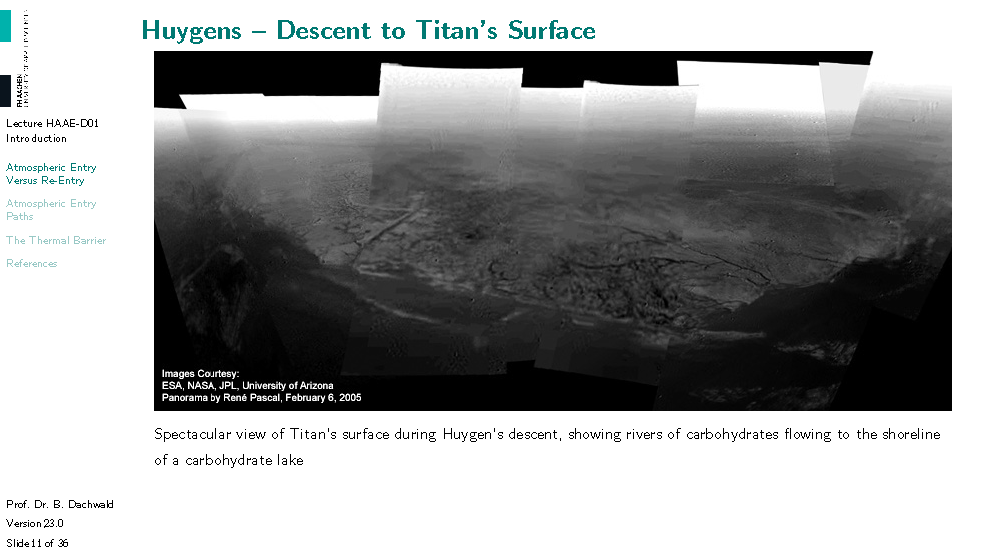 Huygens – Descent to Titan's Surface
FH AACHEN
UNIVERSITY OF APPLIED SCIENCES
Lecture HAAE-D01
Introduction
Atmospheric Entry
Versus Re-Entry
Atmospheric Entry
Paths
The Thermal Barrier
References
Images Courtesy:
ESA, NASA, JPL, University of Arizona
Panorama by René Pascal, February 6, 2005
Spectacular view of Titan's surface during Huygen's descent, showing rivers of carbohydrates flowing to the shoreline
of a carbohydrate lake
Prof. Dr. B. Dachwald
Version 23.0
Slide 11 of 36